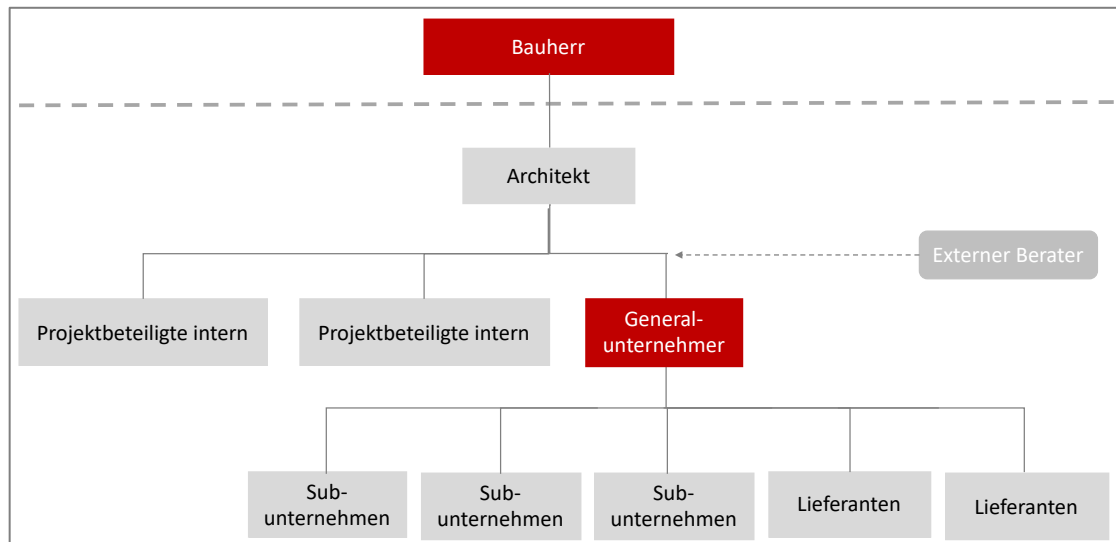 Bauherr
Architekt
Externer Berater
Projektbeteiligte intern
Projektbeteiligte intern
General-
unternehmer
Sub-
unternehmen
Sub-
unternehmen
Sub-
unternehmen
Lieferanten
Lieferanten